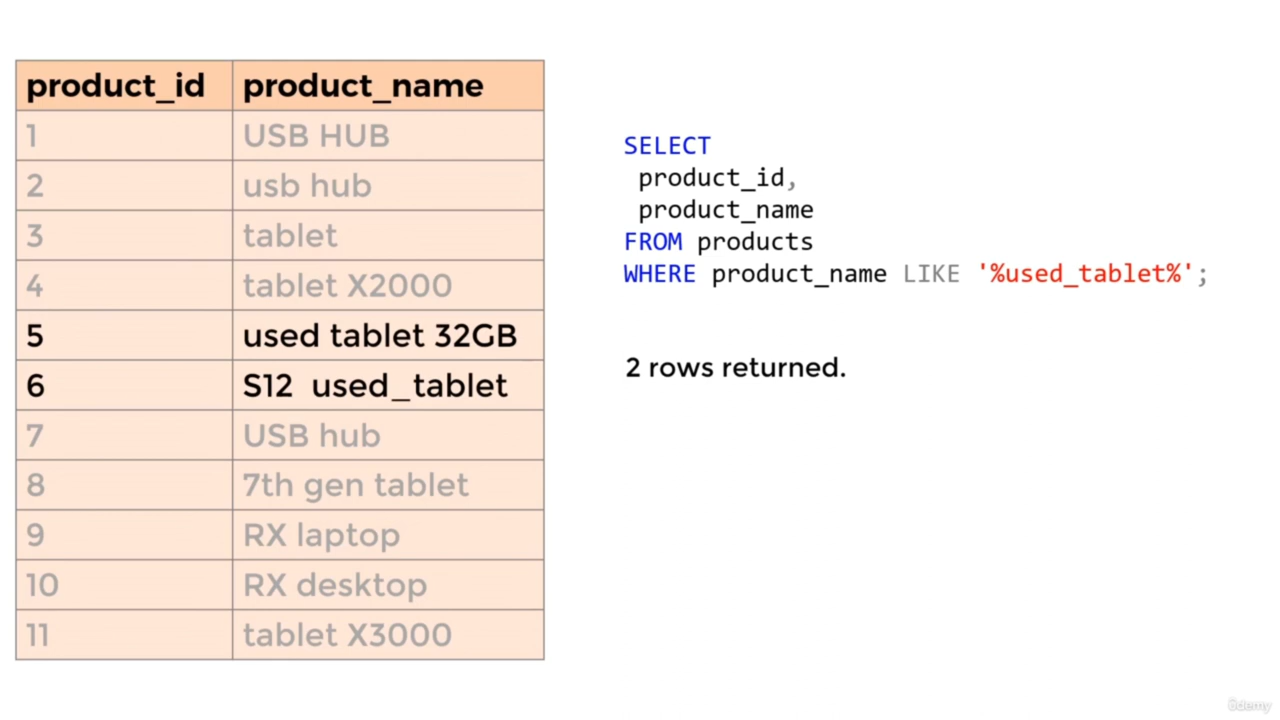 product_id product_name
1 USB HUB
2 usb hub
3 tablet
4 tablet X2000
5 used tablet 32GB
6 S12  used_tablet
7 USB hub
8 7th gen tablet
9 RX laptop
10 RX desktop
11 tablet X3000
SELECT
product_id,
product_name
FROM products
WHERE product_name LIKE '%used_tablet%';
2 rows returned.
ûdemy